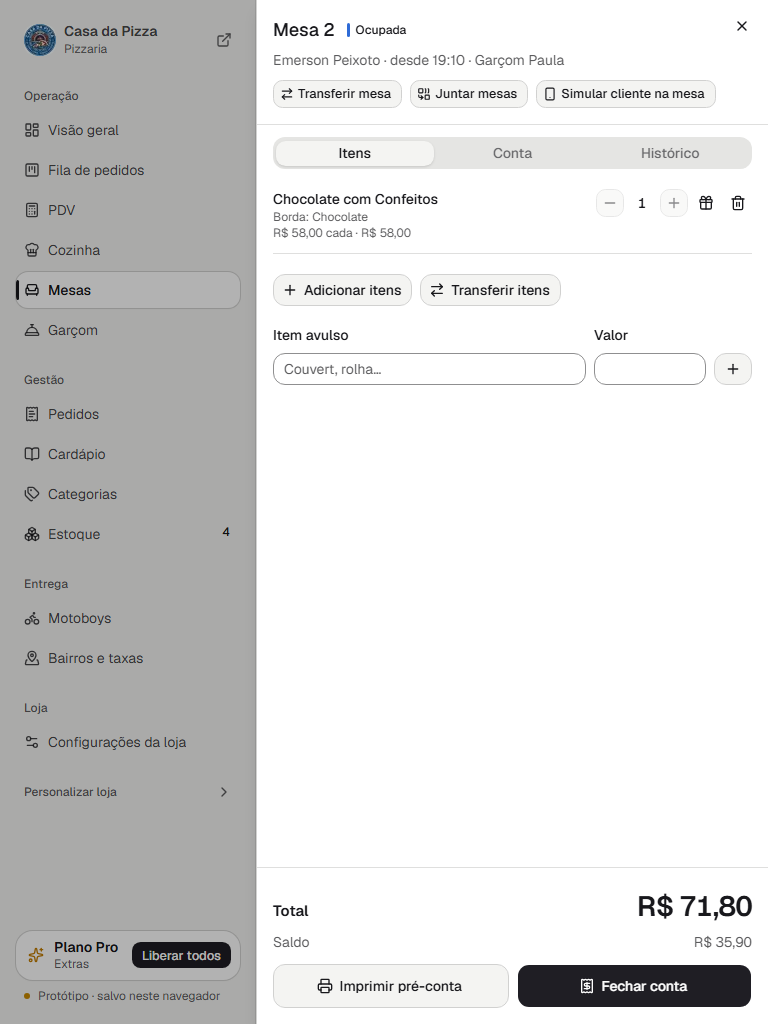 Casa da Pizza
Pizzaria
Operação
Visão geral
Fila de pedidos
PDV
Cozinha
Mesas
Garçom
Gestão
Pedidos
Cardápio
Categorias
Estoque 4
Entrega
Motoboys
Bairros e taxas
Loja
Configurações da loja
Personalizar loja
Plano Pro
Extras
Liberar todos
Protótipo · salvo neste navegador
Mesa 2 Ocupada
Emerson Peixoto · desde 19:10 · Garçom Paula
Transferir mesa Juntar mesas Simular cliente na mesa
Itens Conta Histórico
Chocolate com Confeitos 1
Borda: Chocolate
R$ 58,00 cada · R$ 58,00
Adicionar itens Transferir itens
Item avulso Valor
Couvert, rolha…
Total R$ 71,80
Saldo R$ 35,90
Imprimir pré-conta Fechar conta